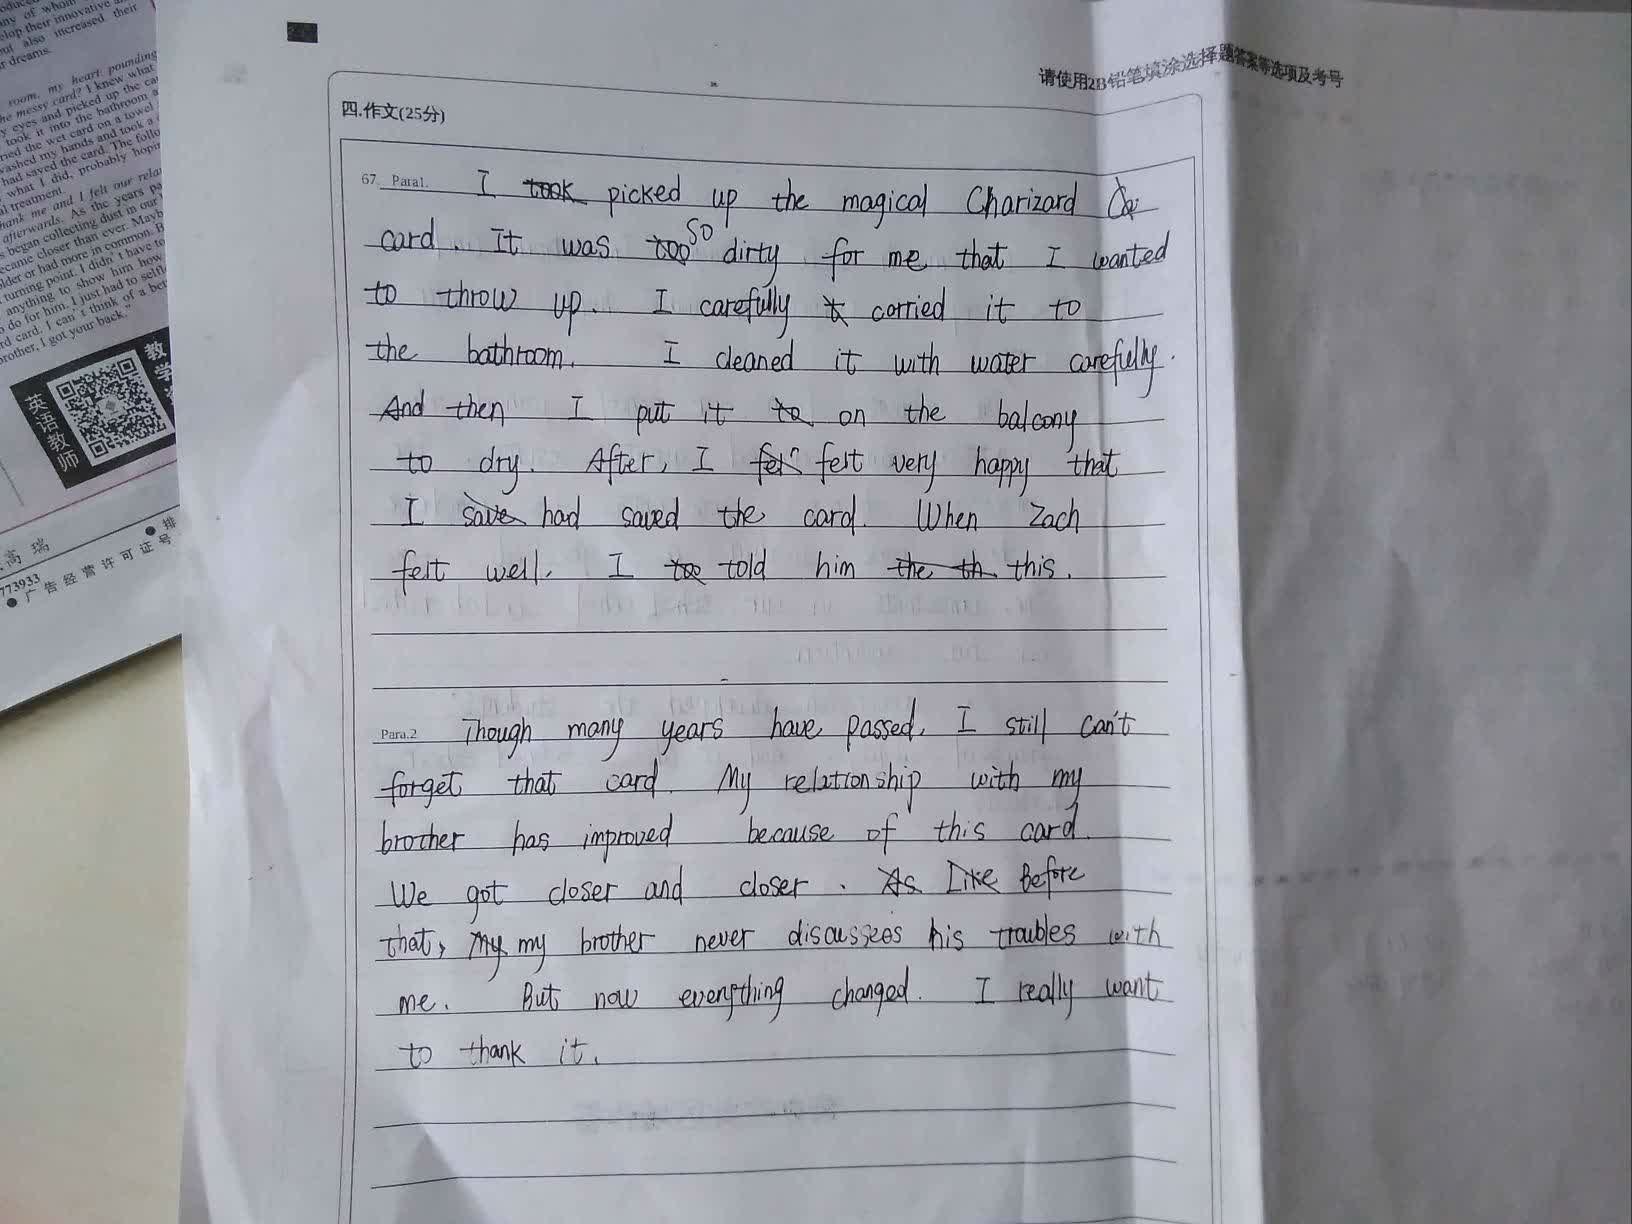 any of whom
elop their innovative an
but also increased their
r dreams.
room, my heart pounding
he messy card? I knew what
y eyes and picked up the ca
took it into the bathroom a
ried the wet card on a towel
washed my hands and took a
had saved the card. The follo
what I did, probably hopin
al treatment.
hank me and I felt our rela
afterwards. As the years pa
began collecting dust in our
ecame closer than ever. Mayb
older or had more in common. B
turning point. I didn't have to
anything to show him how
o do for him. I just had to selfl
rd card. I can't think of a bet
brother, I got your back."
英语教师
教学
高 瑞
773933
●广告经营许可证号
●排
请使用2B铅笔填涂选择题答案等选项及考号
四.作文(25分)
67. Para1. I took picked up the magical Charizard Ca
card. It was too so dirty for me that I wanted
to throw up. I carefully t carried it to
the bathroom. I cleaned it with water carefully.
And then I put it to on the balcony
to dry. After, I felt felt very happy that
I save had saved the card. When Zach
felt well. I too told him the th this.
Para.2 Though many years have passed, I still can't
forget that card. My relationship with my
brother has improved because of this card.
We got closer and closer. As Like Before
that, My my brother never discusses his troubles with
me. But now everything changed. I really want
to thank it.